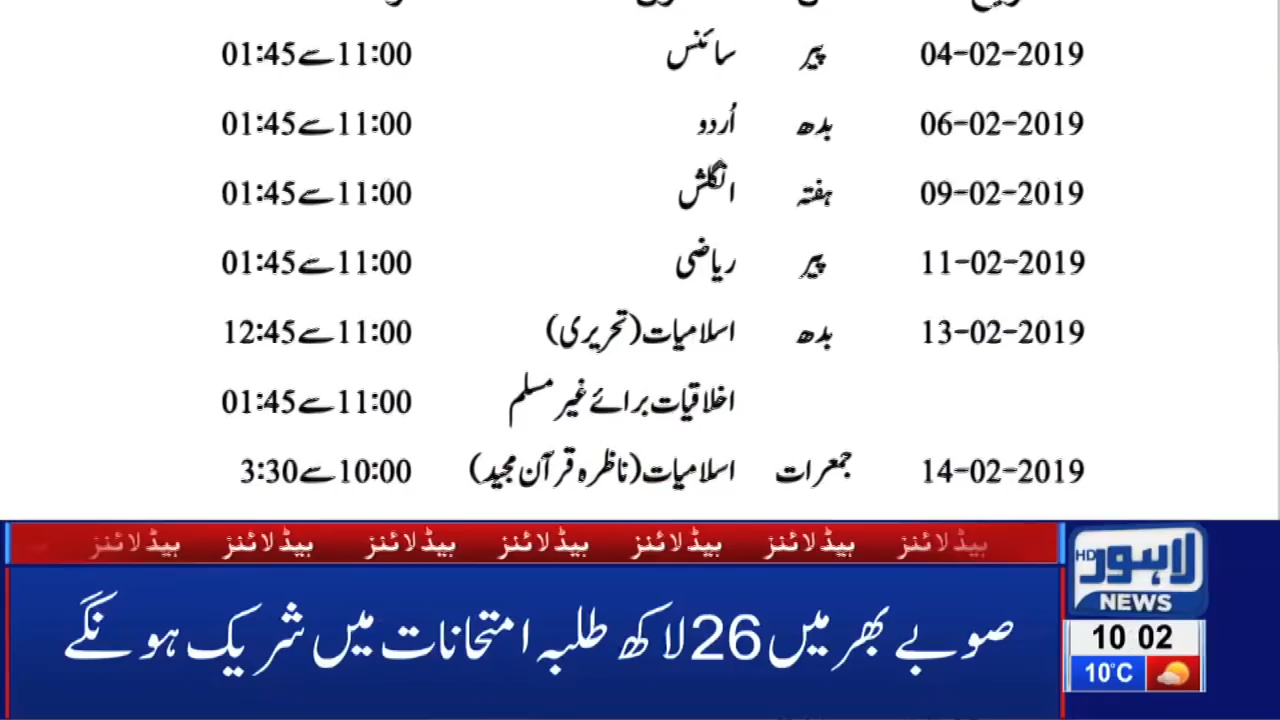 04-02-2019 پیر سائنس 11:00 سے 01:45
06-02-2019 بدھ اُردو 11:00 سے 01:45
09-02-2019 ہفتہ انگلش 11:00 سے 01:45
11-02-2019 پیر ریاضی 11:00 سے 01:45
13-02-2019 بدھ اسلامیات (تحریری) 11:00 سے 12:45
اخلاقیات برائے غیر مسلم 11:00 سے 01:45
14-02-2019 جمعرات اسلامیات (ناظرہ قرآن مجید) 10:00 سے 3:30
ہیڈلائنز ہیڈلائنز ہیڈلائنز ہیڈلائنز ہیڈلائنز ہیڈلائنز ہیڈلائنز
صوبے بھر میں 26 لاکھ طلبہ امتحانات میں شریک ہونگے
لاہور HD
NEWS
10 02
10°C